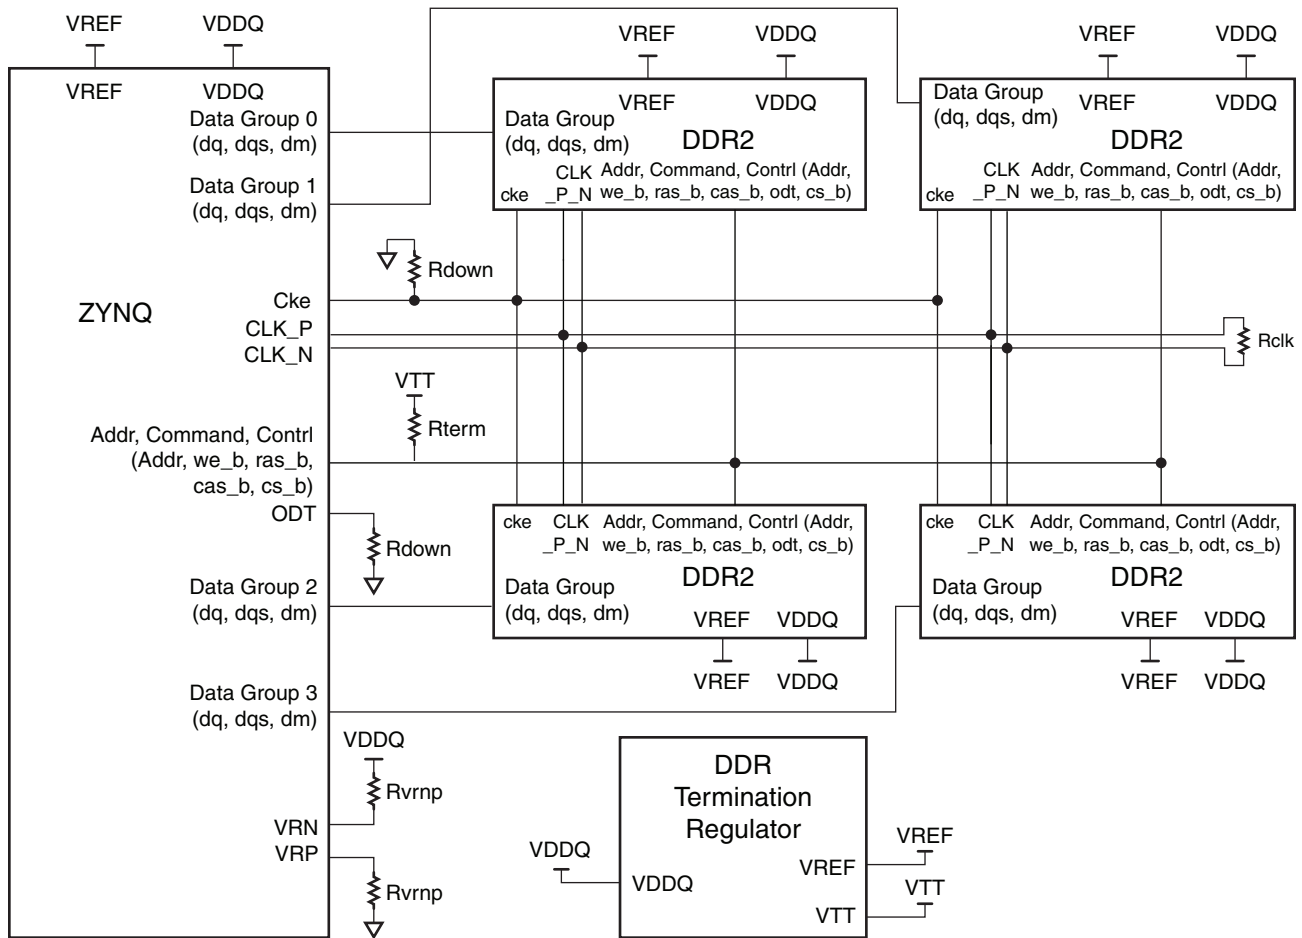 VREF
VDDQ
VREF
VDDQ
Data Group 0
(dq, dqs, dm)
Data Group 1
(dq, dqs, dm)
ZYNQ
Cke
CLK_P
CLK_N
Addr, Command, Contrl
(Addr, we_b, ras_b,
cas_b, cs_b)
ODT
Data Group 2
(dq, dqs, dm)
Data Group 3
(dq, dqs, dm)
VRN
VRP
Rdown
VTT
Rterm
Rdown
VDDQ
Rvrnp
Rvrnp
VREF
VDDQ
VREF
VDDQ
Data Group
(dq, dqs, dm)
DDR2
cke
CLK
_P_N
Addr, Command, Contrl (Addr,
we_b, ras_b, cas_b, odt, cs_b)
VREF
VDDQ
VREF
VDDQ
Data Group
(dq, dqs, dm)
DDR2
cke
CLK
_P_N
Addr, Command, Contrl (Addr,
we_b, ras_b, cas_b, odt, cs_b)
Rclk
cke
CLK
_P_N
Addr, Command, Contrl (Addr,
we_b, ras_b, cas_b, odt, cs_b)
DDR2
Data Group
(dq, dqs, dm)
VREF
VDDQ
VREF
VDDQ
cke
CLK
_P_N
Addr, Command, Contrl (Addr,
we_b, ras_b, cas_b, odt, cs_b)
DDR2
Data Group
(dq, dqs, dm)
VREF
VDDQ
VREF
VDDQ
DDR
Termination
Regulator
VDDQ
VDDQ
VREF
VREF
VTT
VTT